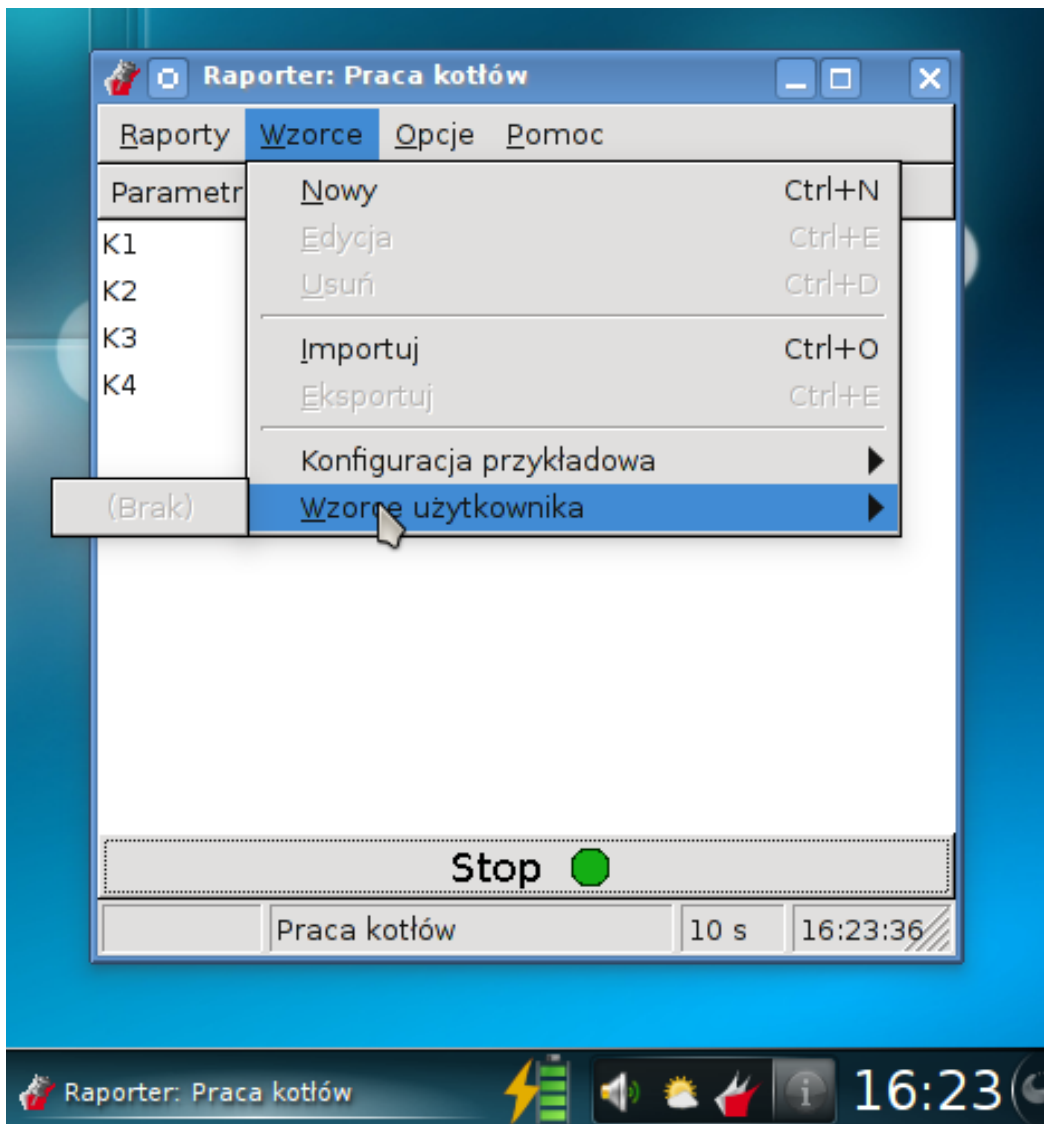 Raporter: Praca kotłów
Raporty Wzorce Opcje Pomoc
Parametr
Nowy Ctrl+N
K1
Edycja Ctrl+E
K2
Usuń Ctrl+D
K3
Importuj Ctrl+O
K4
Eksportuj Ctrl+E
Konfiguracja przykładowa
(Brak)
Wzorce użytkownika
Stop
Praca kotłów 10 s 16:23:36
Raporter: Praca kotłów 16:23